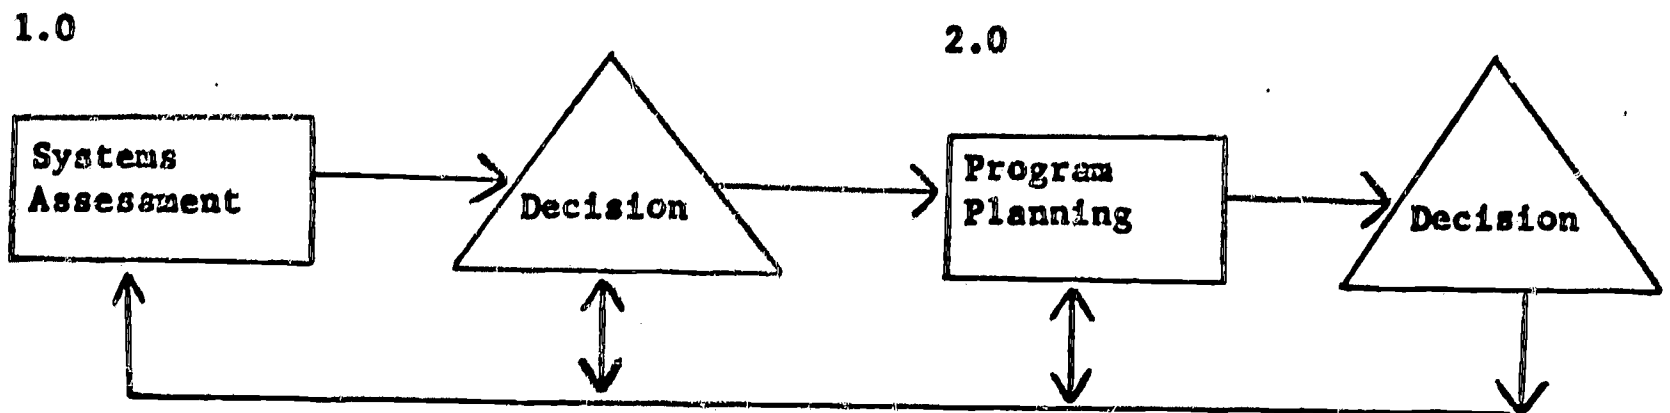 1.0
2.0
Systems
Assessment
Decision
Program
Planning
Decision